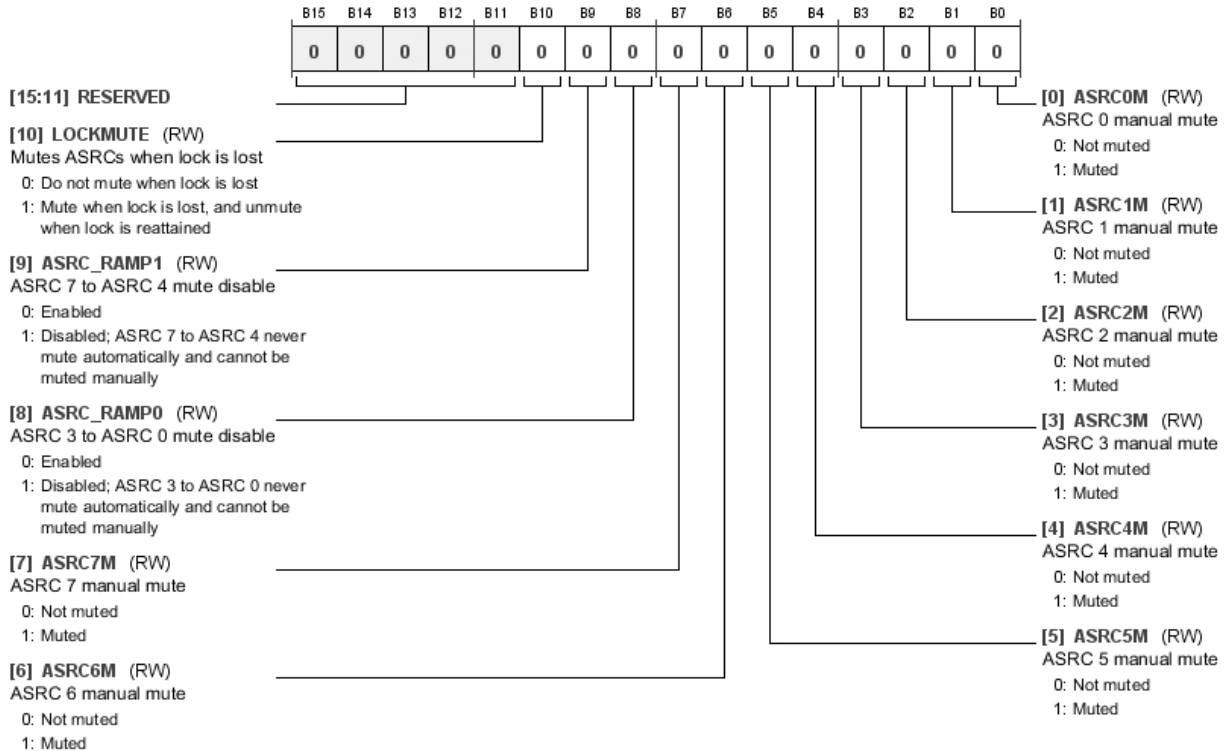 B15 B14 B13 B12 B11 B10 B9 B8 B7 B6 B5 B4 B3 B2 B1 B0
0 0 0 0 0 0 0 0 0 0 0 0 0 0 0 0
[15:11] RESERVED
[10] LOCKMUTE (RW)
Mutes ASRCs when lock is lost
0: Do not mute when lock is lost
1: Mute when lock is lost, and unmute
when lock is reattained
[9] ASRC_RAMP1 (RW)
ASRC 7 to ASRC 4 mute disable
0: Enabled
1: Disabled; ASRC 7 to ASRC 4 never
mute automatically and cannot be
muted manually
[8] ASRC_RAMP0 (RW)
ASRC 3 to ASRC 0 mute disable
0: Enabled
1: Disabled; ASRC 3 to ASRC 0 never
mute automatically and cannot be
muted manually
[7] ASRC7M (RW)
ASRC 7 manual mute
0: Not muted
1: Muted
[6] ASRC6M (RW)
ASRC 6 manual mute
0: Not muted
1: Muted
[0] ASRC0M (RW)
ASRC 0 manual mute
0: Not muted
1: Muted
[1] ASRC1M (RW)
ASRC 1 manual mute
0: Not muted
1: Muted
[2] ASRC2M (RW)
ASRC 2 manual mute
0: Not muted
1: Muted
[3] ASRC3M (RW)
ASRC 3 manual mute
0: Not muted
1: Muted
[4] ASRC4M (RW)
ASRC 4 manual mute
0: Not muted
1: Muted
[5] ASRC5M (RW)
ASRC 5 manual mute
0: Not muted
1: Muted